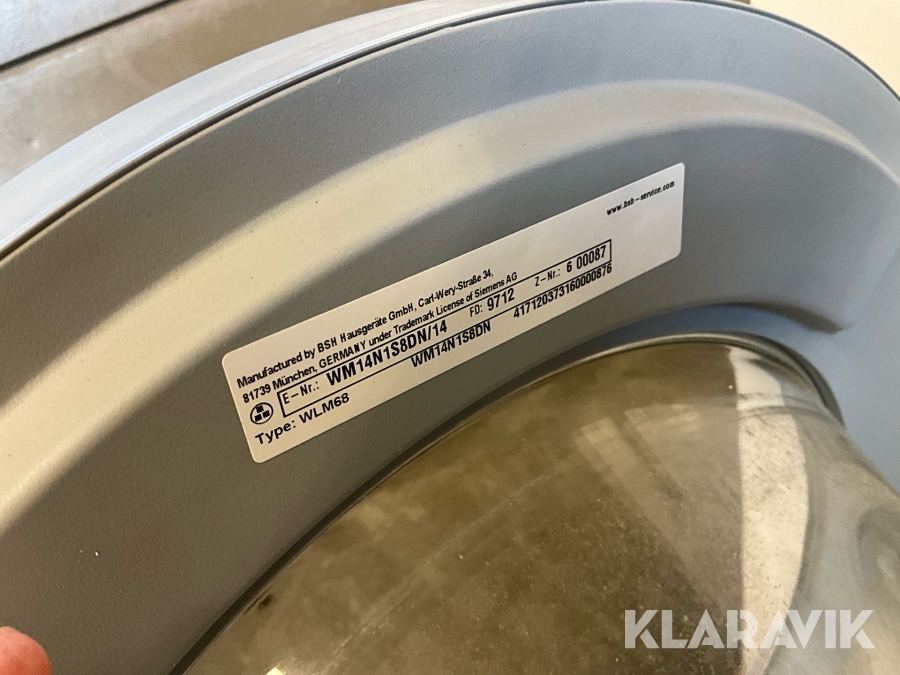 www.bsh-service.com
Manufactured by BSH Hausgeräte GmbH, Carl-Wery-Straße 34,
81739 München, GERMANY under Trademark License of Siemens AG
E-Nr.: WM14N1S8DN/14 FD: 9712 Z-Nr.: 6 00087
Type: WLM68 WM14N1S8DN 417120373160000876
KLARAVIK